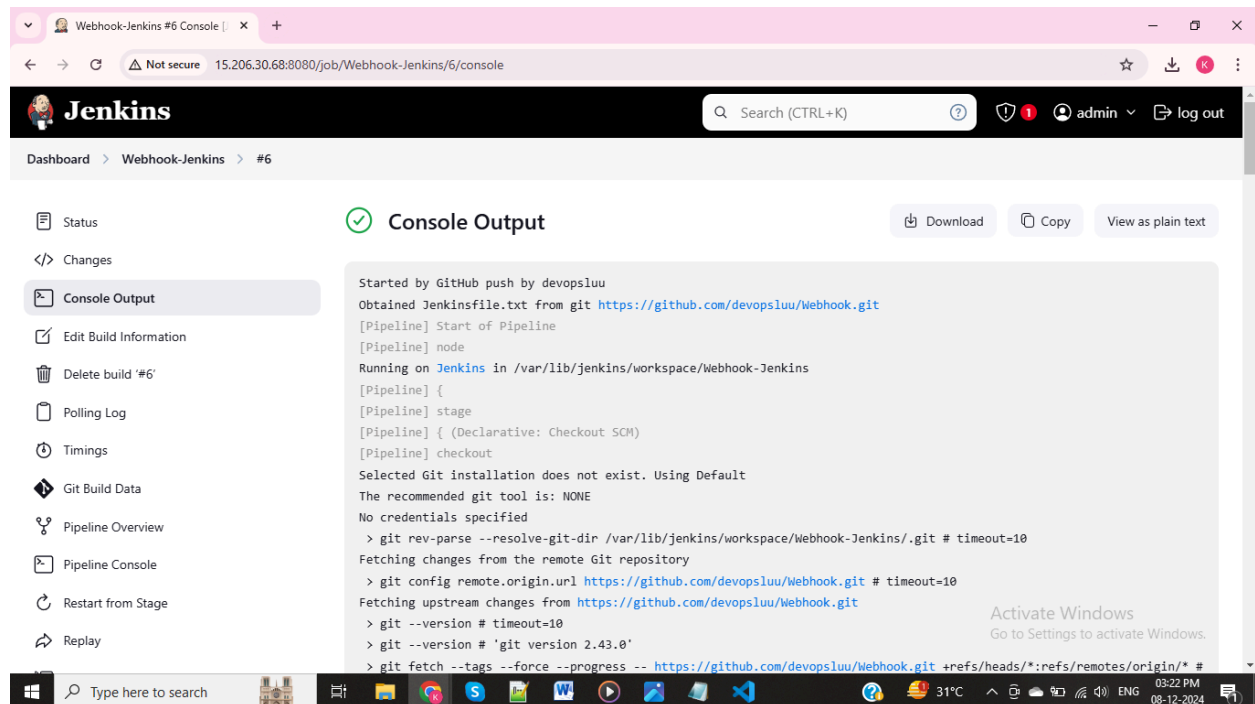 Webhook-Jenkins #6 Console [J
Not secure 15.206.30.68:8080/job/Webhook-Jenkins/6/console
K
Jenkins
Search (CTRL+K)
?
1
admin
log out
Dashboard > Webhook-Jenkins > #6
Status
Changes
Console Output
Edit Build Information
Delete build '#6'
Polling Log
Timings
Git Build Data
Pipeline Overview
Pipeline Console
Restart from Stage
Replay
Console Output
Download
Copy
View as plain text
Started by GitHub push by devopsluu
Obtained Jenkinsfile.txt from git https://github.com/devopsluu/Webhook.git
[Pipeline] Start of Pipeline
[Pipeline] node
Running on Jenkins in /var/lib/jenkins/workspace/Webhook-Jenkins
[Pipeline] {
[Pipeline] stage
[Pipeline] { (Declarative: Checkout SCM)
[Pipeline] checkout
Selected Git installation does not exist. Using Default
The recommended git tool is: NONE
No credentials specified
> git rev-parse --resolve-git-dir /var/lib/jenkins/workspace/Webhook-Jenkins/.git # timeout=10
Fetching changes from the remote Git repository
> git config remote.origin.url https://github.com/devopsluu/Webhook.git # timeout=10
Fetching upstream changes from https://github.com/devopsluu/Webhook.git
> git --version # timeout=10
> git --version # 'git version 2.43.0'
> git fetch --tags --force --progress -- https://github.com/devopsluu/Webhook.git +refs/heads/*:refs/remotes/origin/* #
Activate Windows
Go to Settings to activate Windows.
Type here to search
31°C
ENG
03:22 PM
08-12-2024
1